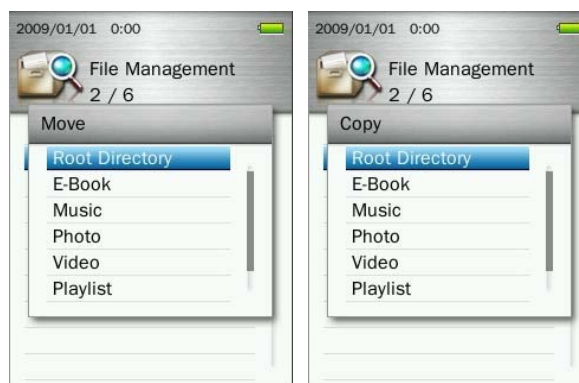 2009/01/01 0:00
File Management
2 / 6
Move
Root Directory
E-Book
Music
Photo
Video
Playlist
2009/01/01 0:00
File Management
2 / 6
Copy
Root Directory
E-Book
Music
Photo
Video
Playlist